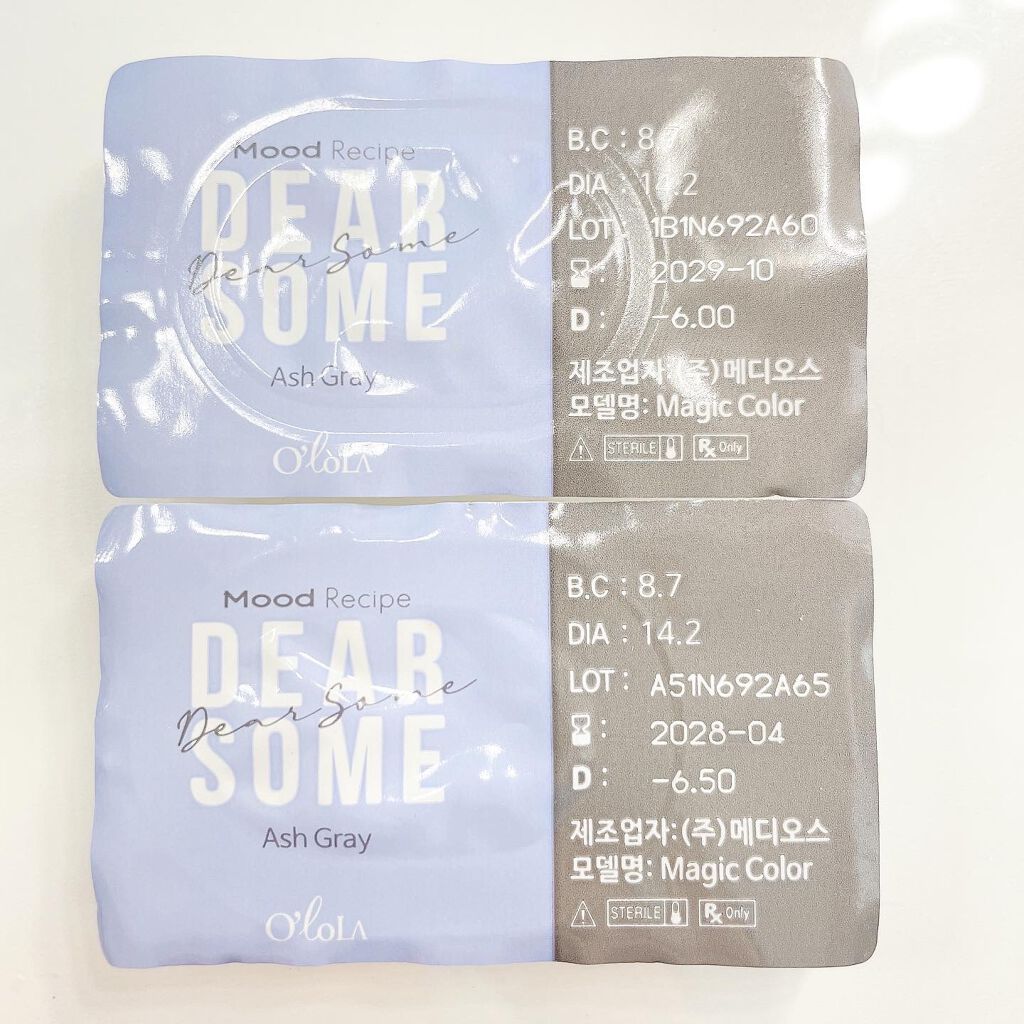 Mood Recipe
DEAR
Dear Some
SOME
Ash Gray
O'lòLA
B.C : 8.7
DIA : 14.2
LOT : 1B1N692A60
: 2029-10
D : -6.00
제조업자:(주)메디오스
모델명: Magic Color
STERILE
Rx Only
Mood Recipe
DEAR
Dear Some
SOME
Ash Gray
O'lòLA
B.C : 8.7
DIA : 14.2
LOT : A51N692A65
: 2028-04
D : -6.50
제조업자:(주)메디오스
모델명: Magic Color
STERILE
Rx Only